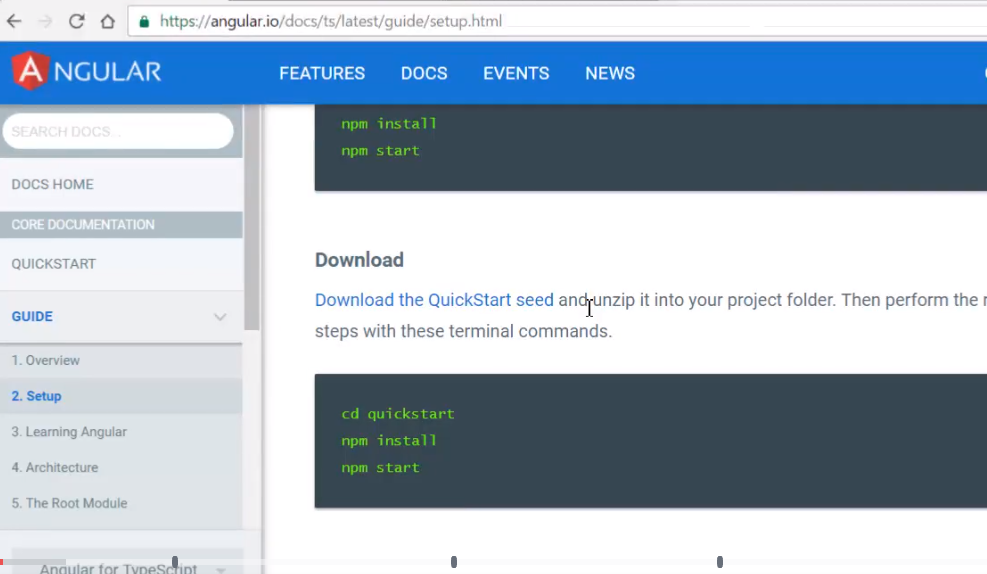 https://angular.io/docs/ts/latest/guide/setup.html
ANGULAR
FEATURES DOCS EVENTS NEWS
SEARCH DOCS...
DOCS HOME
CORE DOCUMENTATION
QUICKSTART
GUIDE
1. Overview
2. Setup
3. Learning Angular
4. Architecture
5. The Root Module
Angular for TypeScript
npm install
npm start
Download
Download the QuickStart seed and unzip it into your project folder. Then perform the
steps with these terminal commands.
cd quickstart
npm install
npm start